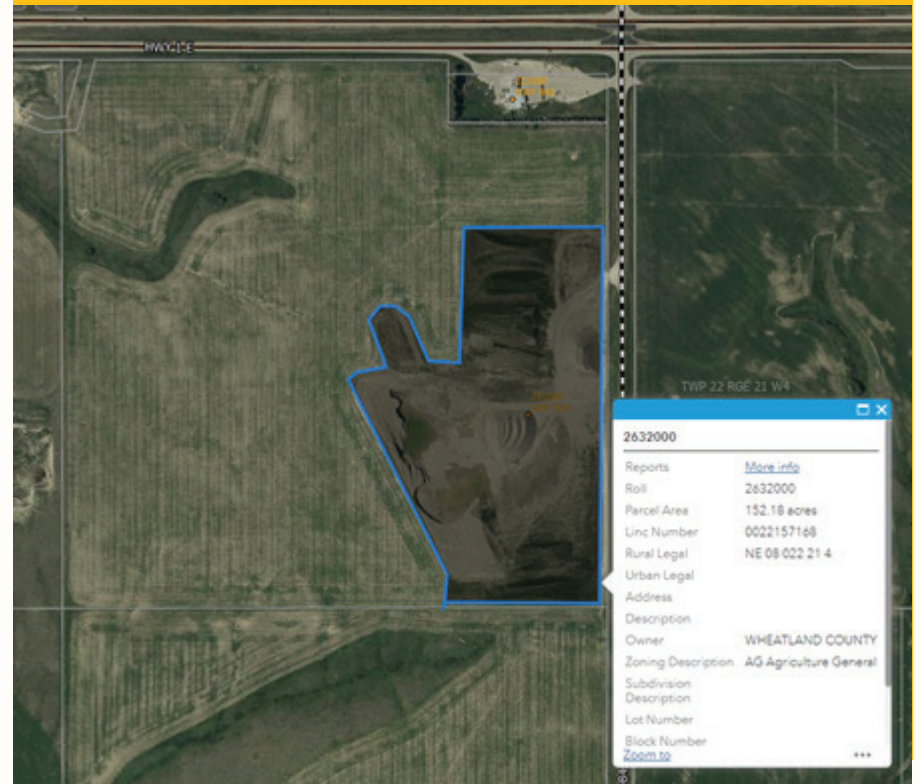 HWY 1 E
TWP 22 RGE 21 W4
2632000
Reports More info
Roll 2632000
Parcel Area 152.18 acres
Linc Number 0022157168
Rural Legal NE 08 022 21 4
Urban Legal
Address
Description
Owner WHEATLAND COUNTY
Zoning Description AG Agriculture General
Subdivision
Description
Lot Number
Block Number
Zoom to